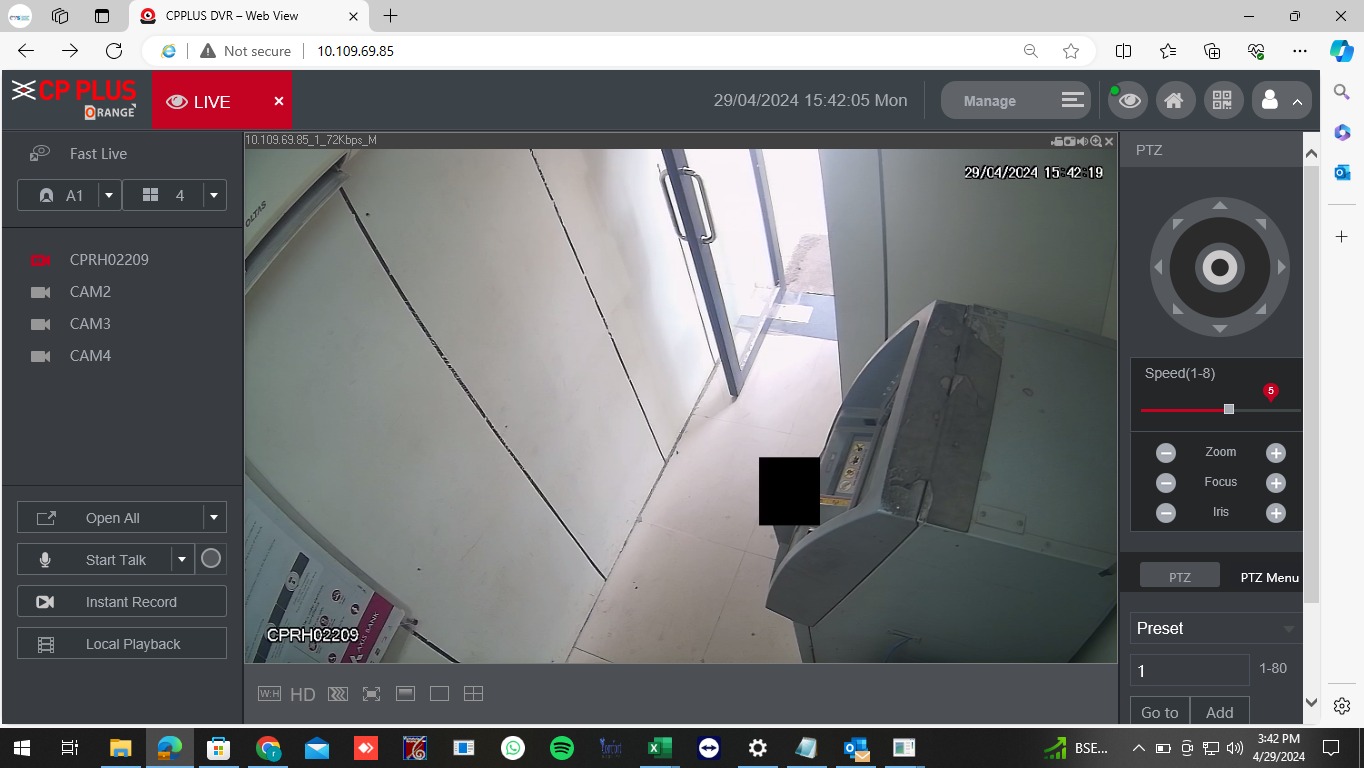 CPPLUS DVR – Web View
Not secure
10.109.69.85
CP PLUS
ORANGE
LIVE
29/04/2024 15:42:05 Mon
Manage
Fast Live
A1
4
CPRH02209
CAM2
CAM3
CAM4
Open All
Start Talk
Instant Record
Local Playback
10.109.69.85_1_72Kbps_M
29/04/2024 15:42:19
OLTAS
AXIS BANK
CPRH02209
W:H
HD
PTZ
Speed(1-8)
5
Zoom
Focus
Iris
PTZ
PTZ Menu
Preset
1
1-80
Go to
Add
BSE...
3:42 PM
4/29/2024